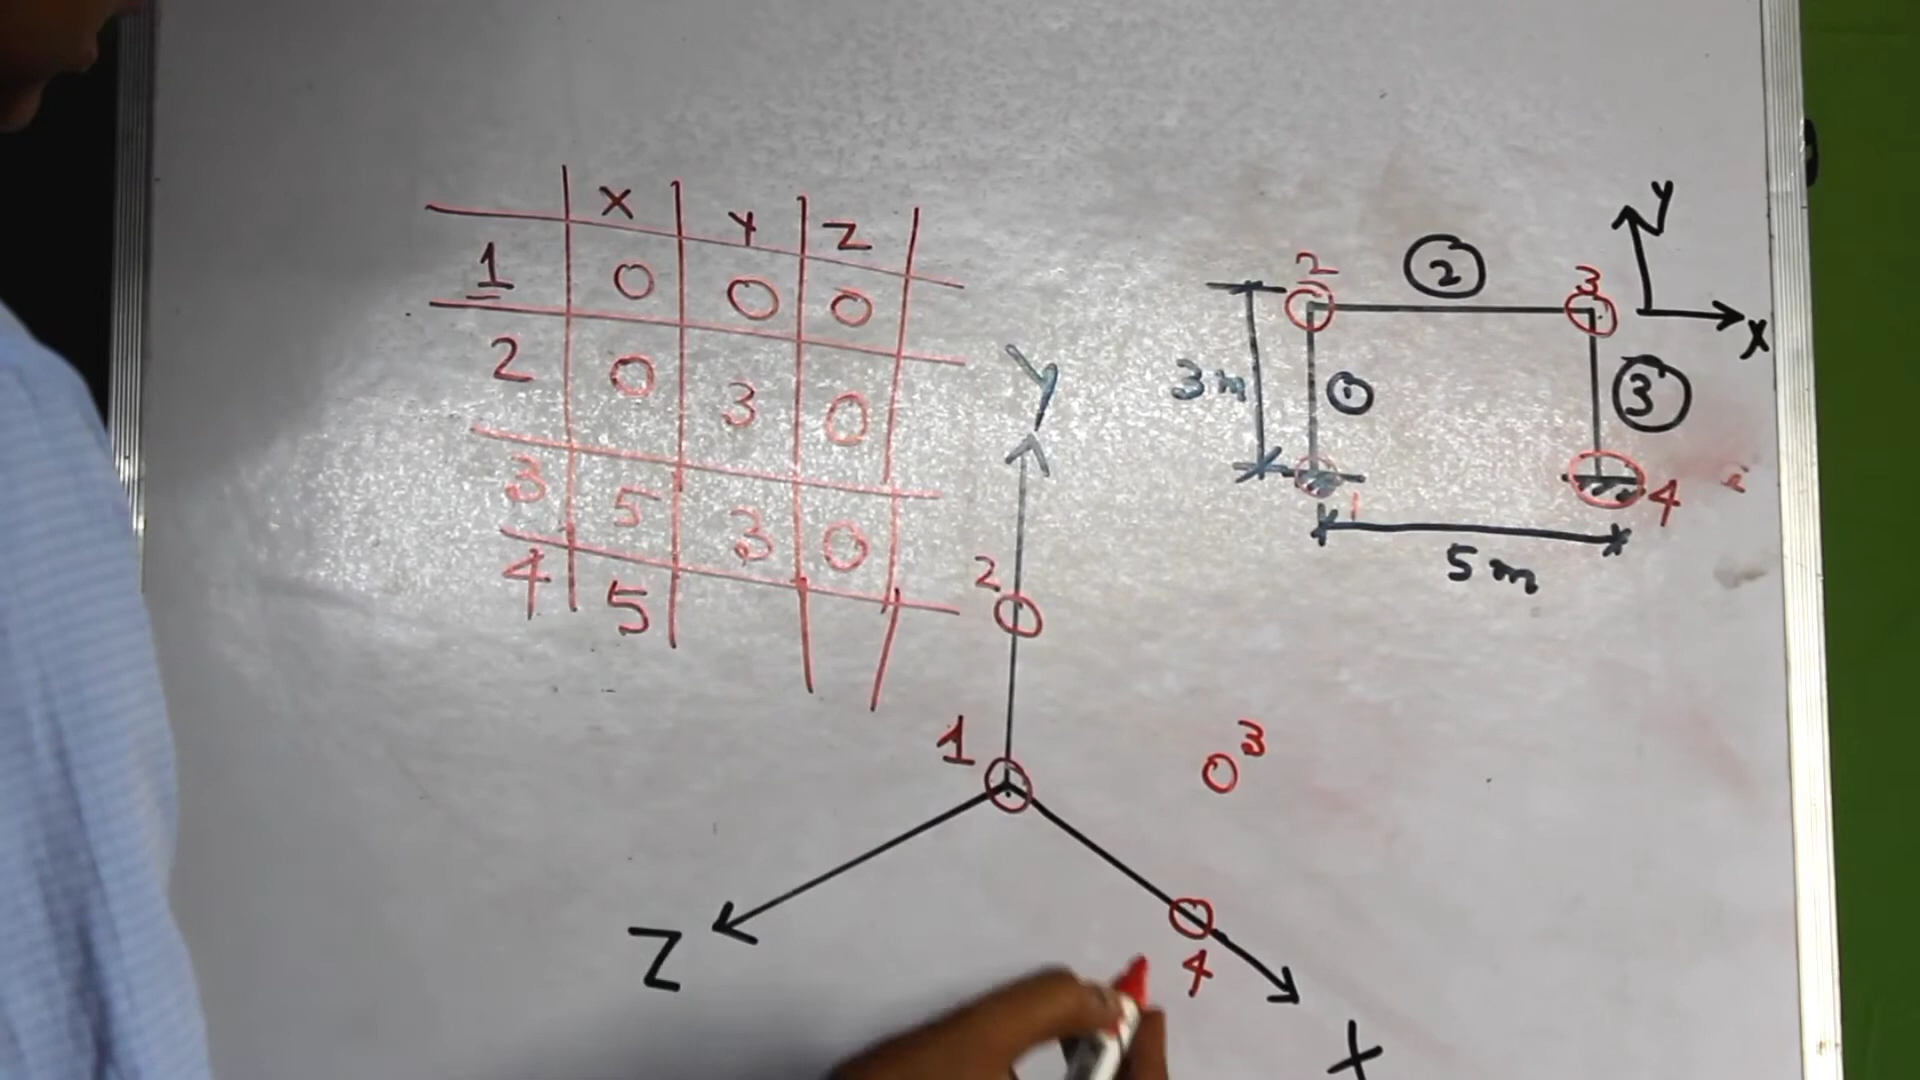 X Y Z
1 0 0 0
2 0 3 0
3 5 3 0
4 5
Y
2
1
3
4
Z
X
Y
X
2 ② 3
3m ① ③
1 4
5m